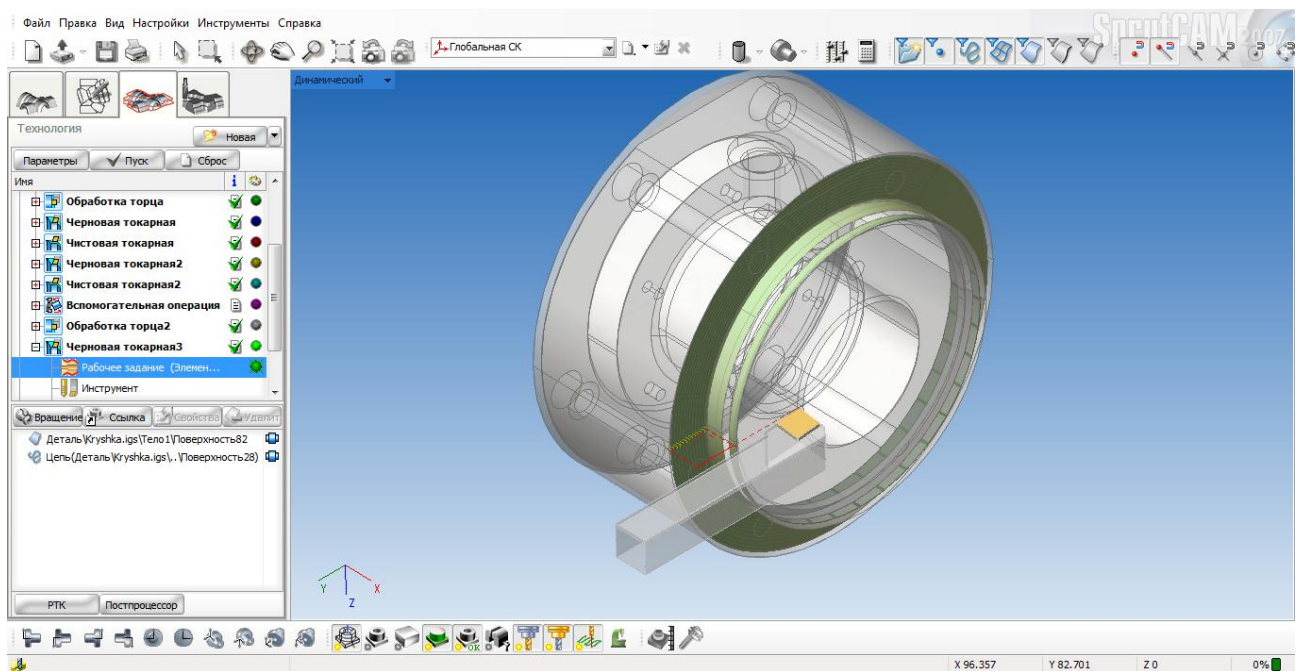 Файл Правка Вид Настройки Инструменты Справка
SprutCAM 2007
Глобальная СК
Динамический
Технология
Новая
Параметры Пуск Сброс
Имя
Обработка торца
Черновая токарная
Чистовая токарная
Черновая токарная2
Чистовая токарная2
Вспомогательная операция
Обработка торца2
Черновая токарная3
Рабочее задание (Элемен...
Инструмент
Вращение Ссылка Свойства Удалит
Деталь\Kryshka.igs\Тело1\Поверхность82
Цепь(Деталь\Kryshka.igs\..\Поверхность28)
РТК Постпроцессор
Y X
Z
OK
X 96.357 Y 82.701 Z 0 0%